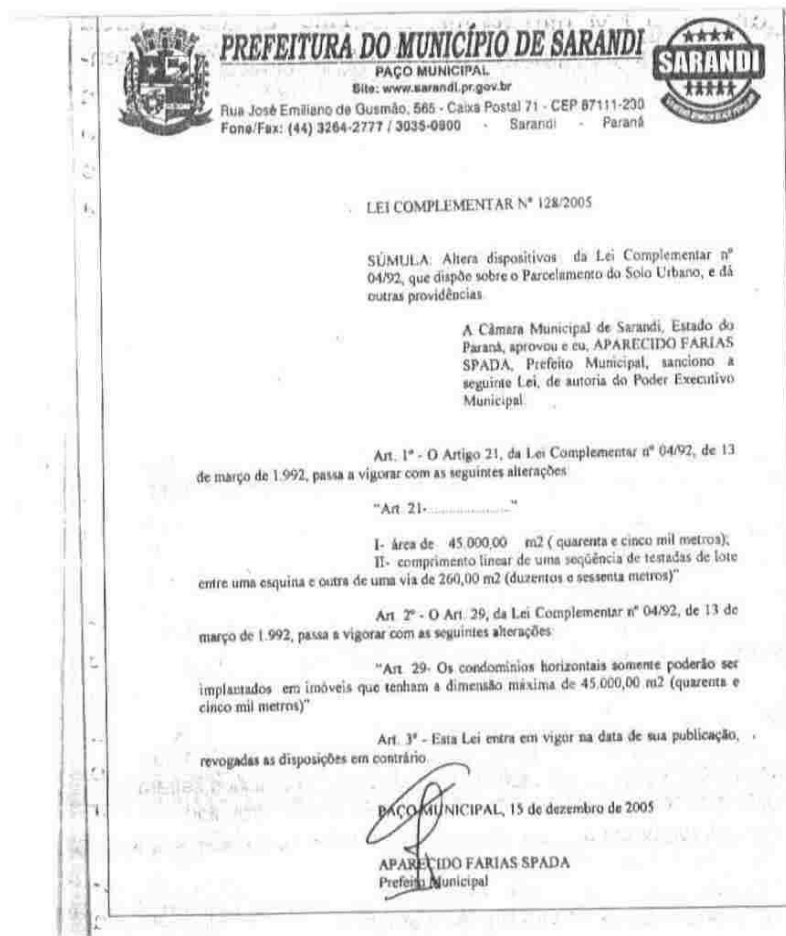 PREFEITURA DO MUNICÍPIO DE SARANDI
PAÇO MUNICIPAL
Site: www.sarandi.pr.gov.br
Rua José Emiliano de Gusmão, 565 - Caixa Postal 71 - CEP 87111-230
Fone/Fax: (44) 3264-2777 / 3035-0800 - Sarandi - Paraná
SARANDI
LEI COMPLEMENTAR Nº 128/2005
SÚMULA: Altera dispositivos da Lei Complementar nº
04/92, que dispõe sobre o Parcelamento do Solo Urbano, e dá
outras providências.
A Câmara Municipal de Sarandi, Estado do
Paraná, aprovou e eu, APARECIDO FARIAS
SPADA, Prefeito Municipal, sanciono a
seguinte Lei, de autoria do Poder Executivo
Municipal.
Art. 1º - O Artigo 21, da Lei Complementar nº 04/92, de 13
de março de 1.992, passa a vigorar com as seguintes alterações:
"Art. 21-......................"
I- área de 45.000,00 m2 ( quarenta e cinco mil metros);
II- comprimento linear de uma seqüência de testadas de lote
entre uma esquina e outra de uma via de 260,00 m2 (duzentos e sessenta metros)"
Art. 2º - O Art. 29, da Lei Complementar nº 04/92, de 13 de
março de 1.992, passa a vigorar com as seguintes alterações:
"Art. 29- Os condomínios horizontais somente poderão ser
implantados em imóveis que tenham a dimensão máxima de 45.000,00 m2 (quarenta e
cinco mil metros)"
Art. 3º - Esta Lei entra em vigor na data de sua publicação,
revogadas as disposições em contrário.
PAÇO MUNICIPAL, 15 de dezembro de 2005
APARECIDO FARIAS SPADA
Prefeito Municipal